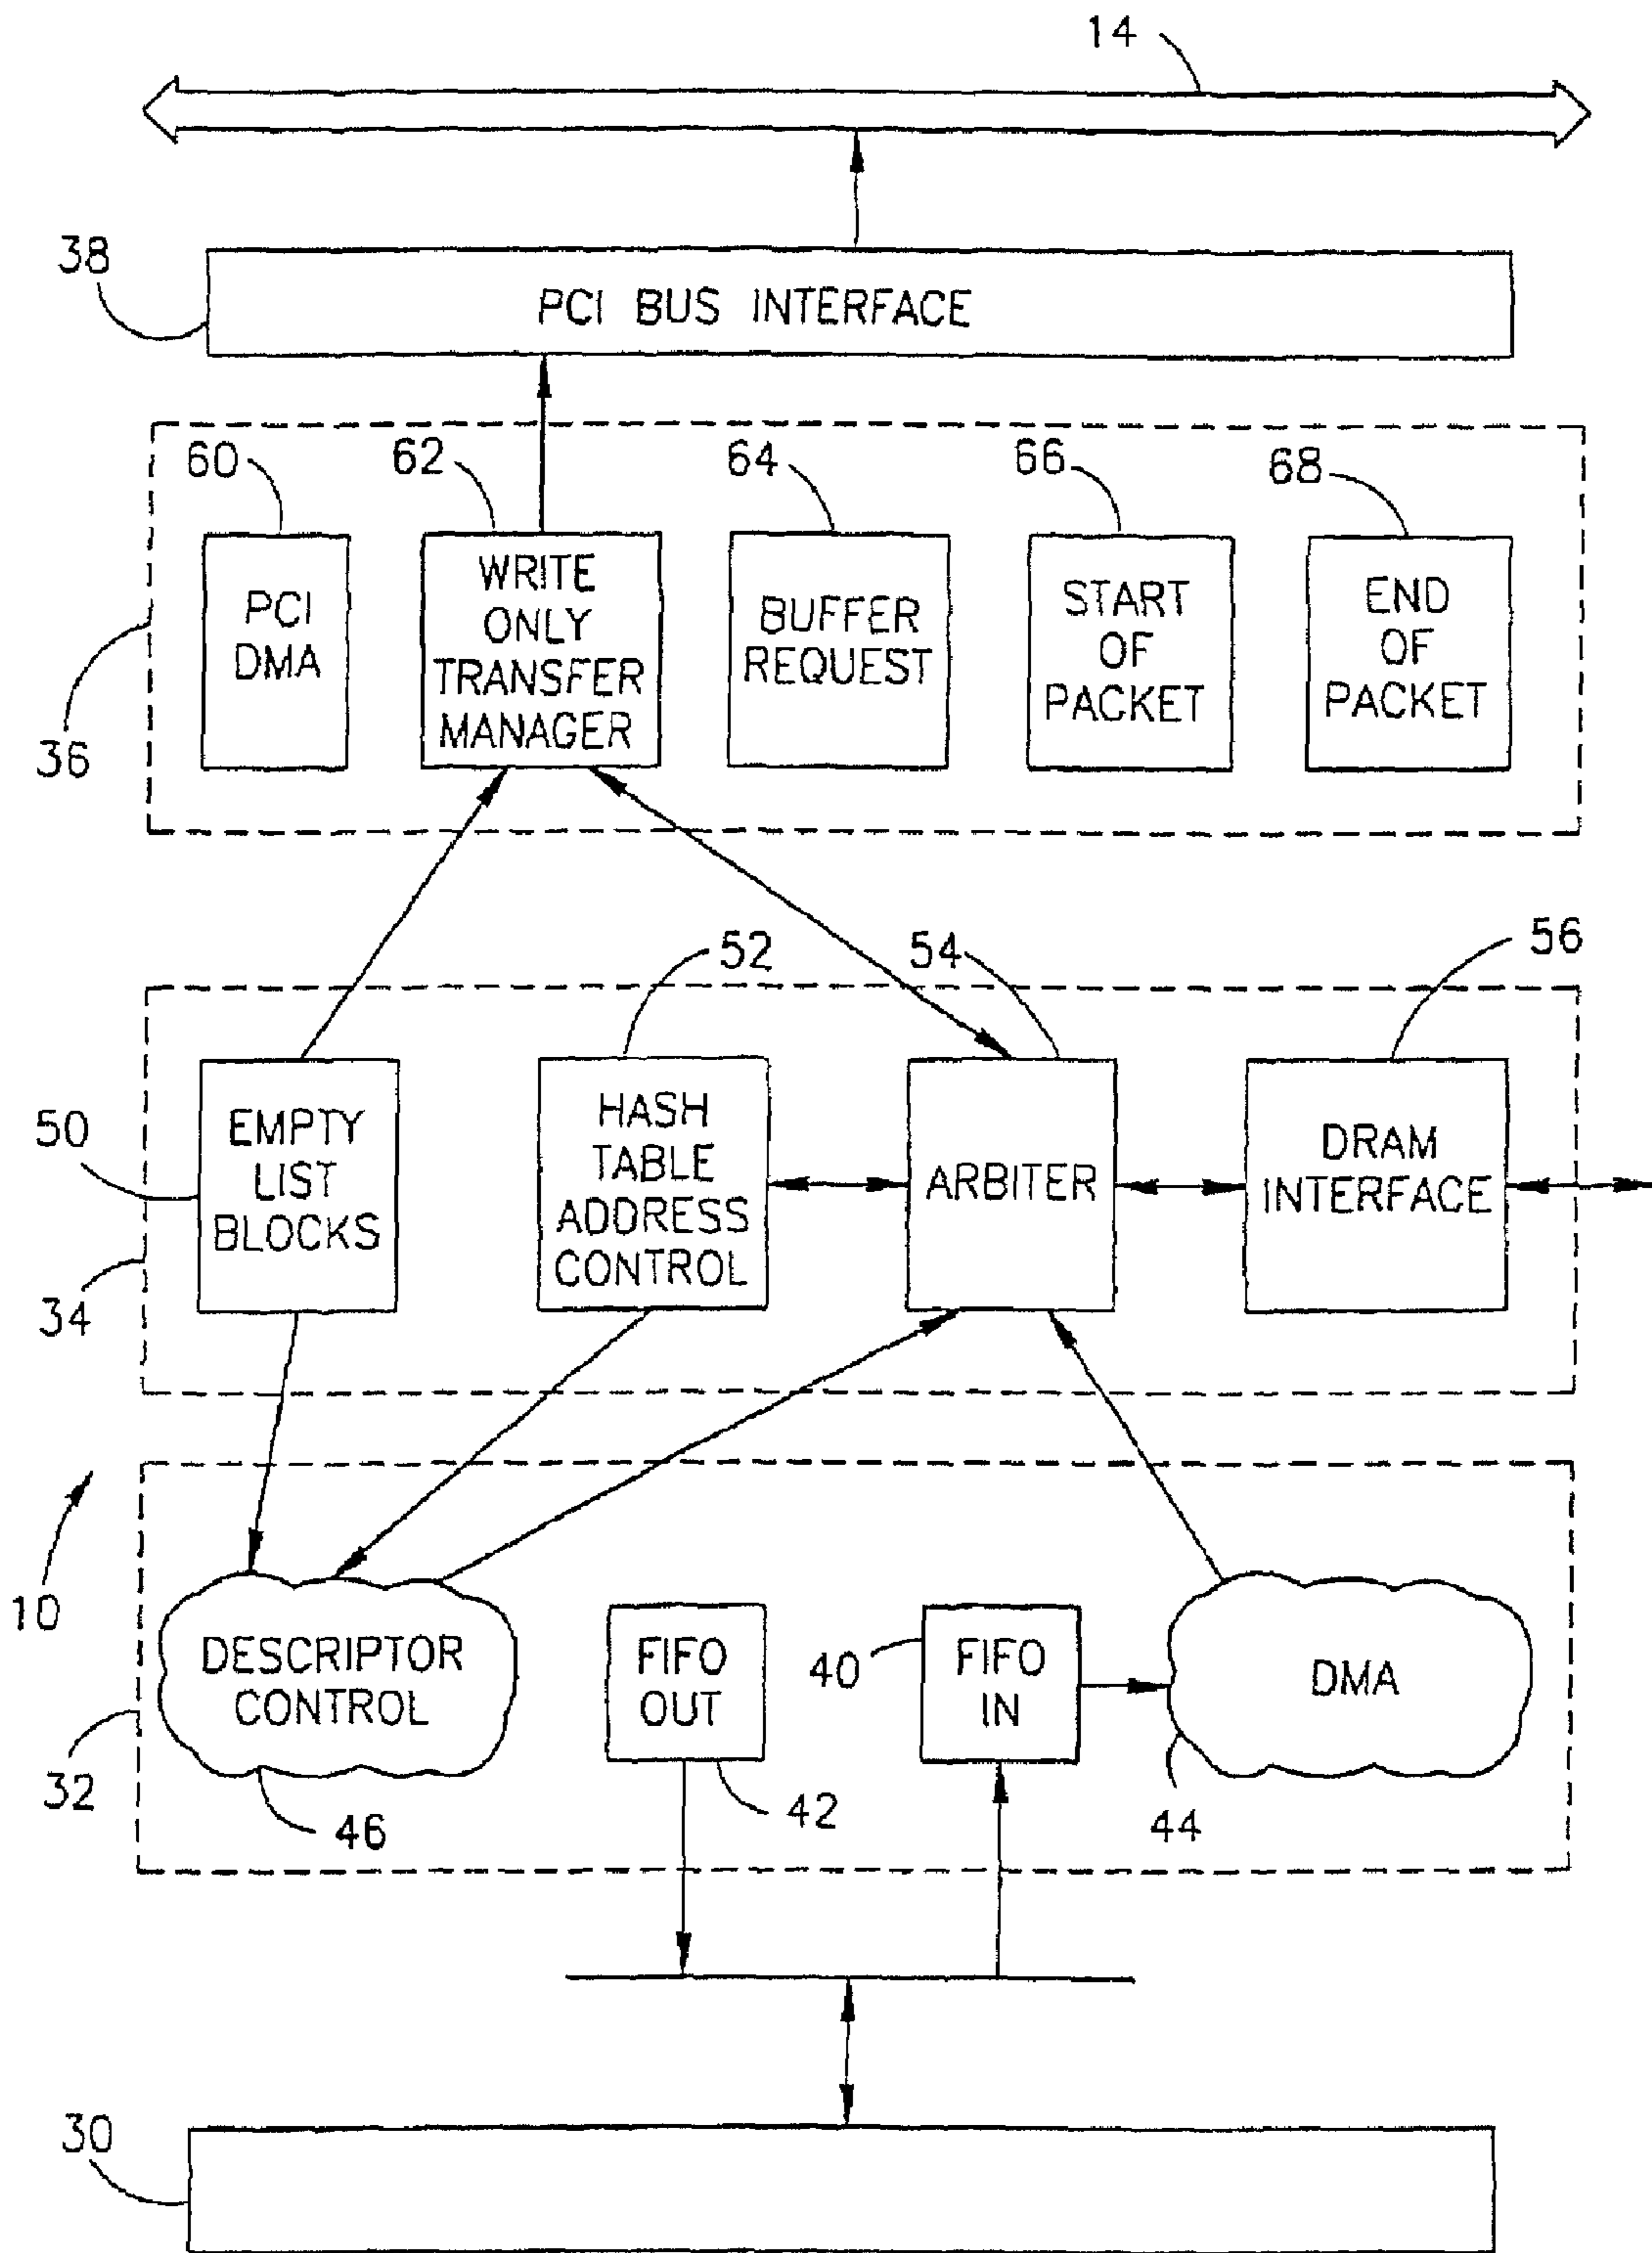 14
38
PCI BUS INTERFACE
60
62
64
66
68
PCI
DMA
WRITE
ONLY
TRANSFER
MANAGER
BUFFER
REQUEST
START
OF
PACKET
END
OF
PACKET
36
52
54
56
50
EMPTY
LIST
BLOCKS
HASH
TABLE
ADDRESS
CONTROL
ARBITER
DRAM
INTERFACE
34
10
DESCRIPTOR
CONTROL
FIFO
OUT
40
FIFO
IN
DMA
32
46
42
44
30